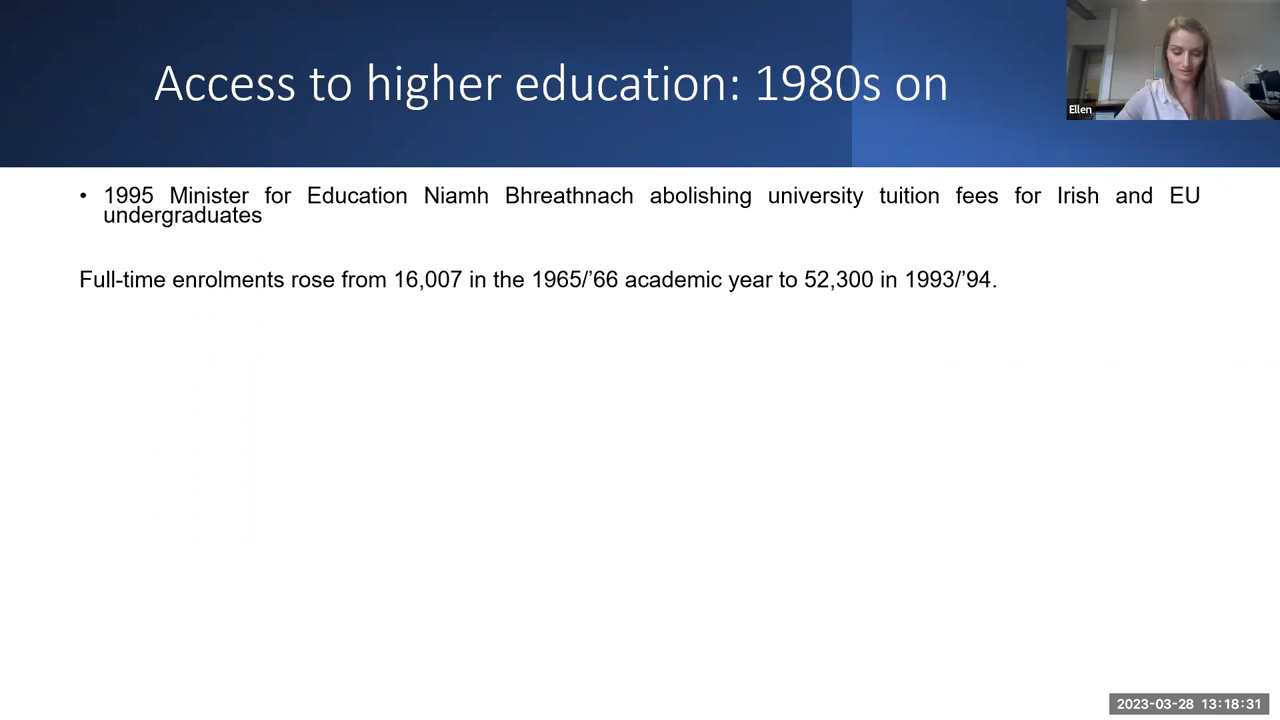 Access to higher education: 1980s on
Ellen
• 1995 Minister for Education Niamh Bhreathnach abolishing university tuition fees for Irish and EU
undergraduates
Full-time enrolments rose from 16,007 in the 1965/’66 academic year to 52,300 in 1993/’94.
2023-03-28 13:18:31